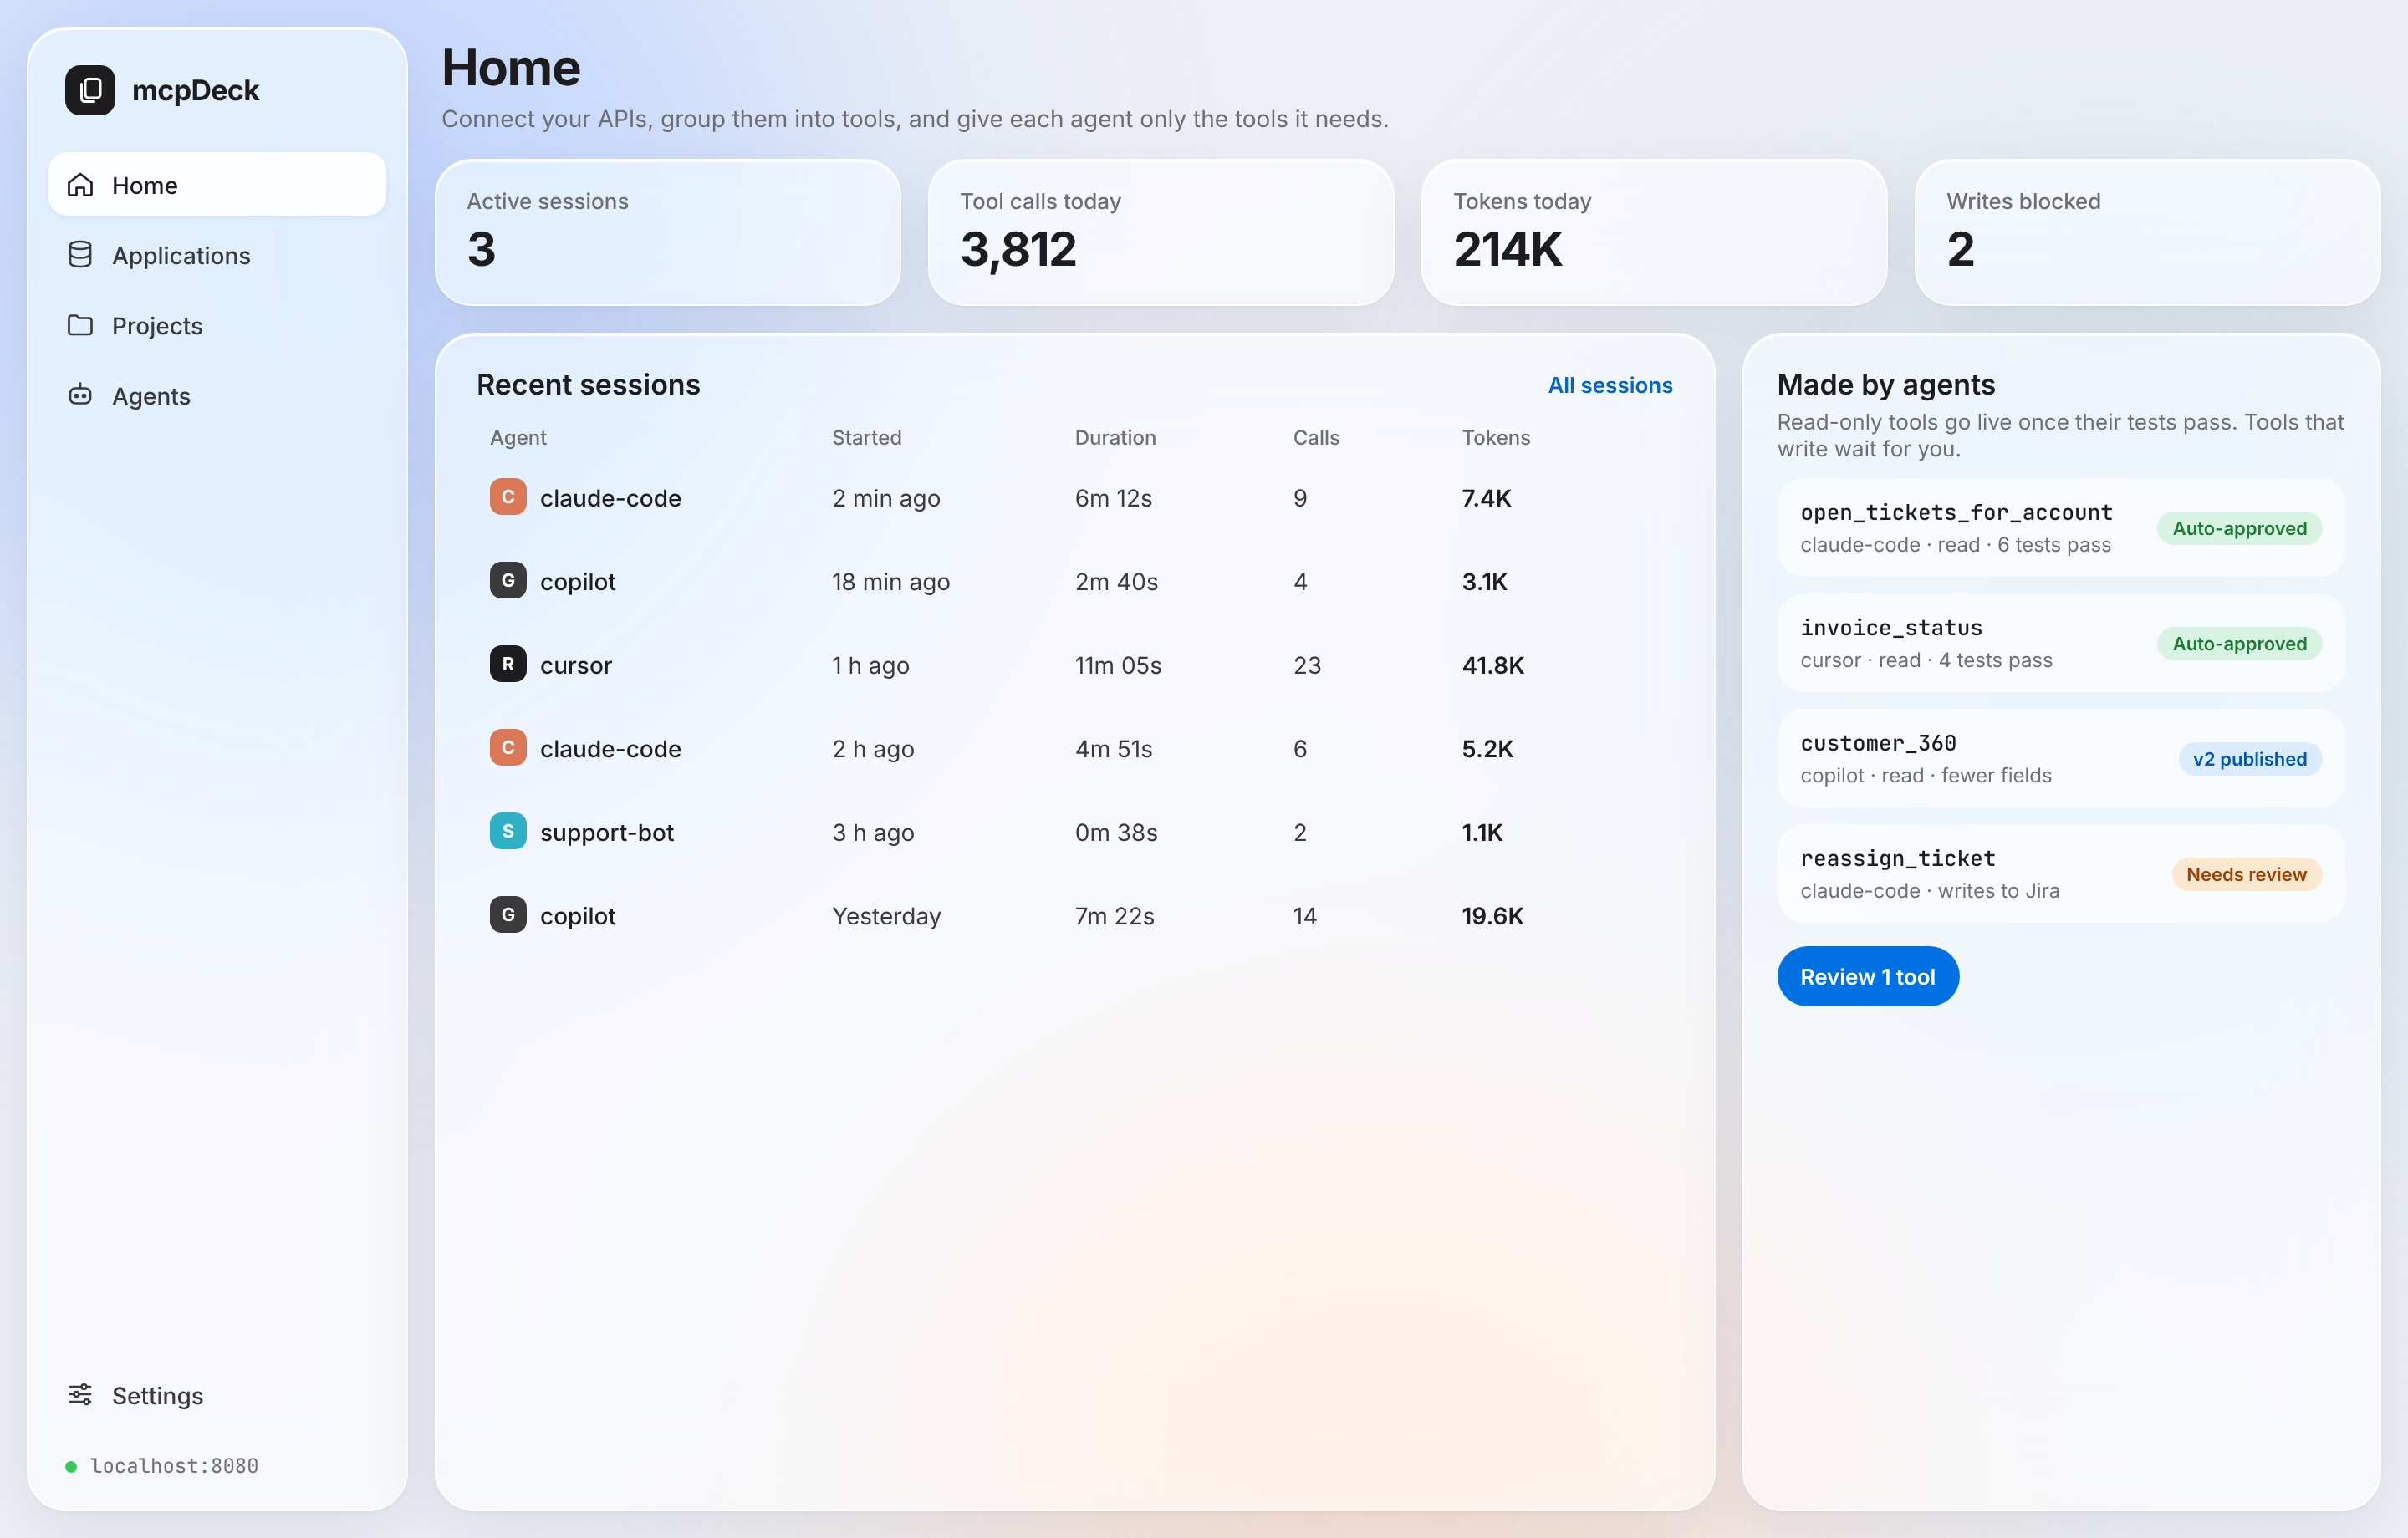 mcpDeck
Home
Applications
Projects
Agents
Settings
localhost:8080
Home
Connect your APIs, group them into tools, and give each agent only the tools it needs.
Active sessions
3
Tool calls today
3,812
Tokens today
214K
Writes blocked
2
Recent sessions
All sessions
Agent Started Duration Calls Tokens
C claude-code 2 min ago 6m 12s 9 7.4K
G copilot 18 min ago 2m 40s 4 3.1K
R cursor 1 h ago 11m 05s 23 41.8K
C claude-code 2 h ago 4m 51s 6 5.2K
S support-bot 3 h ago 0m 38s 2 1.1K
G copilot Yesterday 7m 22s 14 19.6K
Made by agents
Read-only tools go live once their tests pass. Tools that
write wait for you.
open_tickets_for_account
claude-code · read · 6 tests pass
Auto-approved
invoice_status
cursor · read · 4 tests pass
Auto-approved
customer_360
copilot · read · fewer fields
v2 published
reassign_ticket
claude-code · writes to Jira
Needs review
Review 1 tool